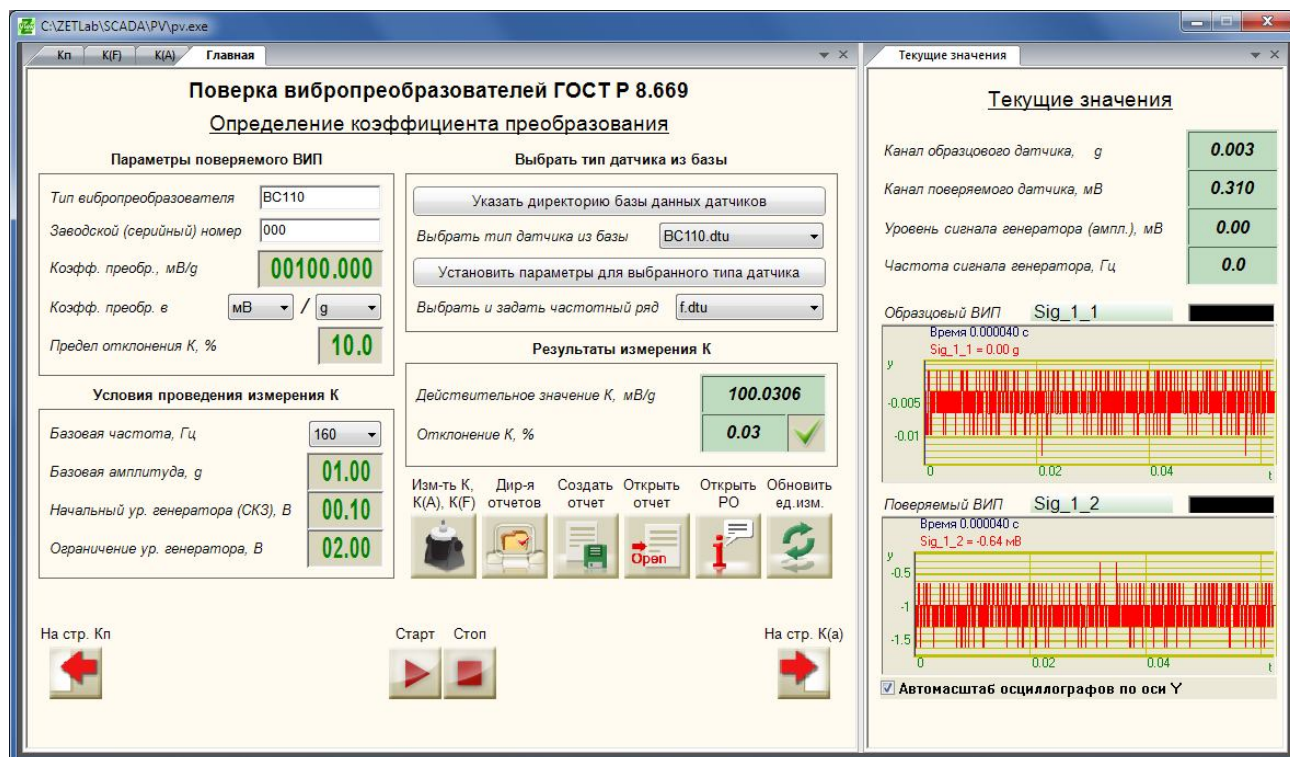 C:\ZETLab\SCADA\PV\pv.exe
Кп K(F) K(A) Главная
Поверка вибропреобразователей ГОСТ Р 8.669
Определение коэффициента преобразования
Параметры поверяемого ВИП
Тип вибропреобразователя BC110
Заводской (серийный) номер 000
Коэфф. преобр., мВ/g 00100.000
Коэфф. преобр. в мВ / g
Предел отклонения К, % 10.0
Условия проведения измерения К
Базовая частота, Гц 160
Базовая амплитуда, g 01.00
Начальный ур. генератора (СКЗ), В 00.10
Ограничение ур. генератора, В 02.00
Выбрать тип датчика из базы
Указать директорию базы данных датчиков
Выбрать тип датчика из базы BC110.dtu
Установить параметры для выбранного типа датчика
Выбрать и задать частотный ряд f.dtu
Результаты измерения К
Действительное значение К, мВ/g 100.0306
Отклонение К, % 0.03
Изм-ть К, Дир-я Создать Открыть Открыть Обновить
К(А), К(F) отчетов отчет отчет РО ед.изм.
Open
На стр. Кп Старт Стоп На стр. К(а)
Текущие значения
Текущие значения
Канал образцового датчика, g 0.003
Канал поверяемого датчика, мВ 0.310
Уровень сигнала генератора (ампл.), мВ 0.00
Частота сигнала генератора, Гц 0.0
Образцовый ВИП Sig_1_1
Время 0.000040 с
Sig_1_1 = 0.00 g
y
-0.005
-0.01
0 0.02 0.04 t
Поверяемый ВИП Sig_1_2
Время 0.000040 с
Sig_1_2 = -0.64 мВ
y
-0.5
-1
-1.5
0 0.02 0.04 t
Автомасштаб осциллографов по оси Y